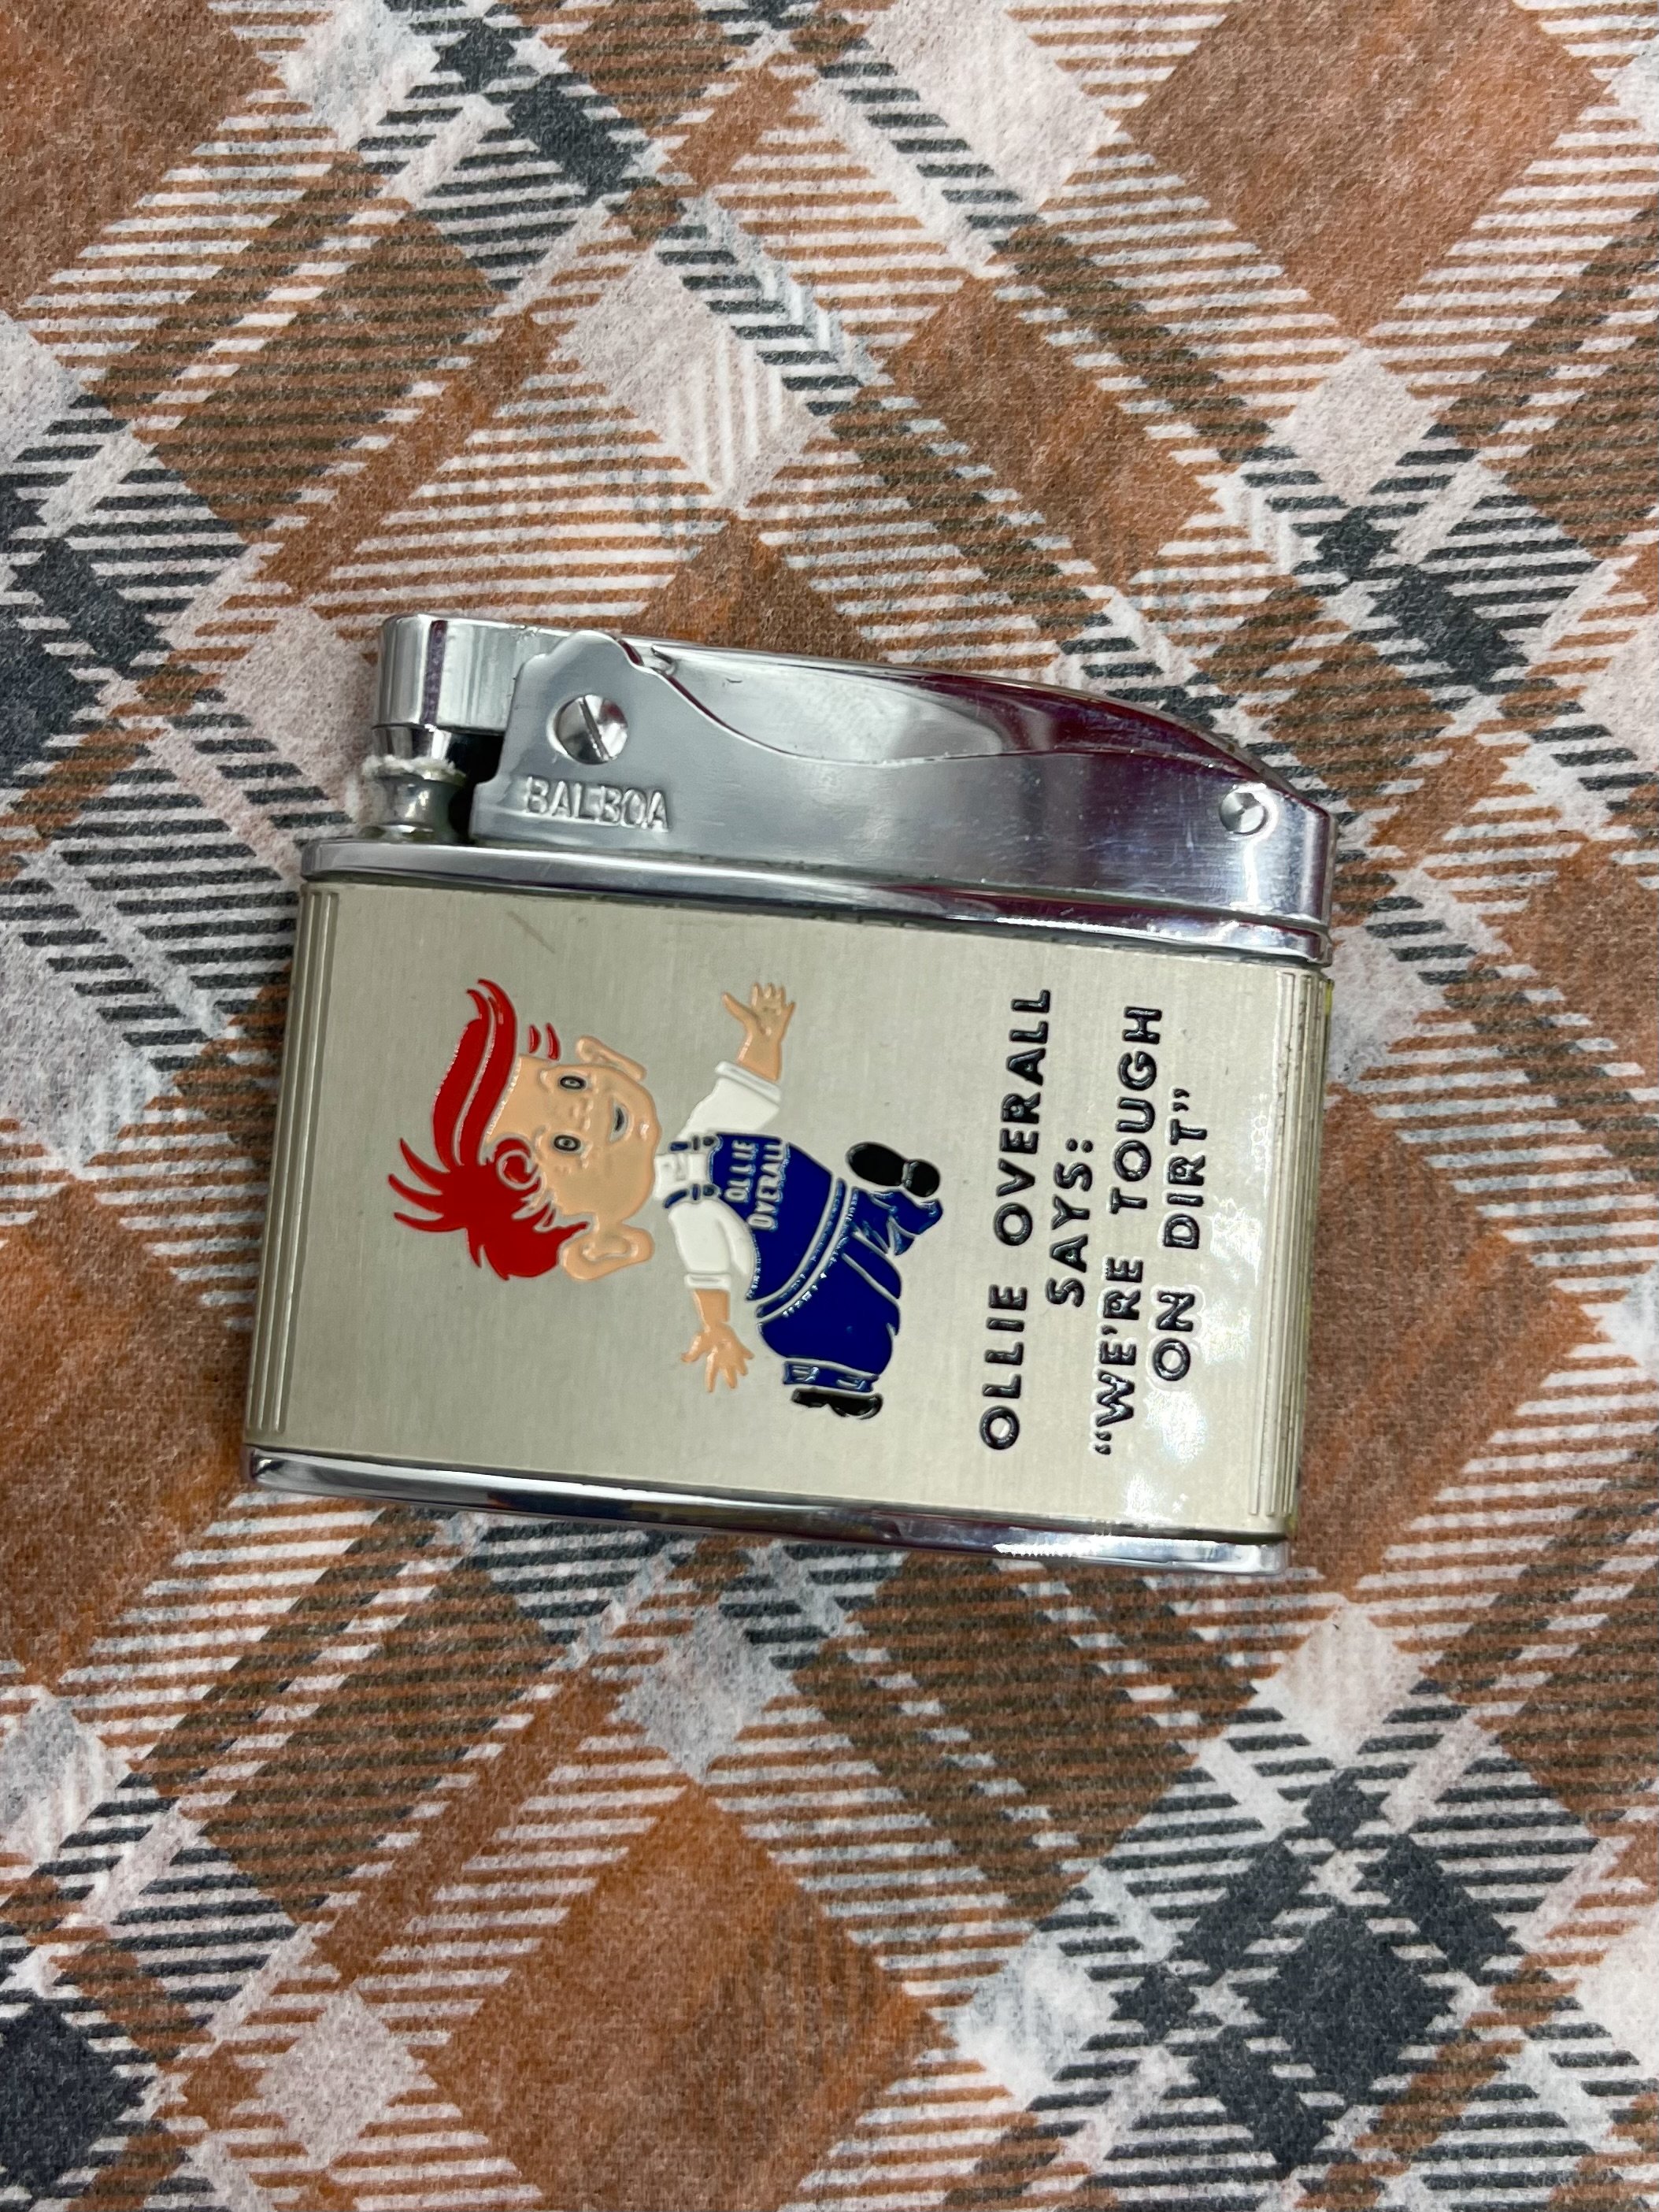 BALBOA
OLLIE
OVERALL
OLLIE OVERALL
SAYS:
“WE'RE TOUGH
ON DIRT”